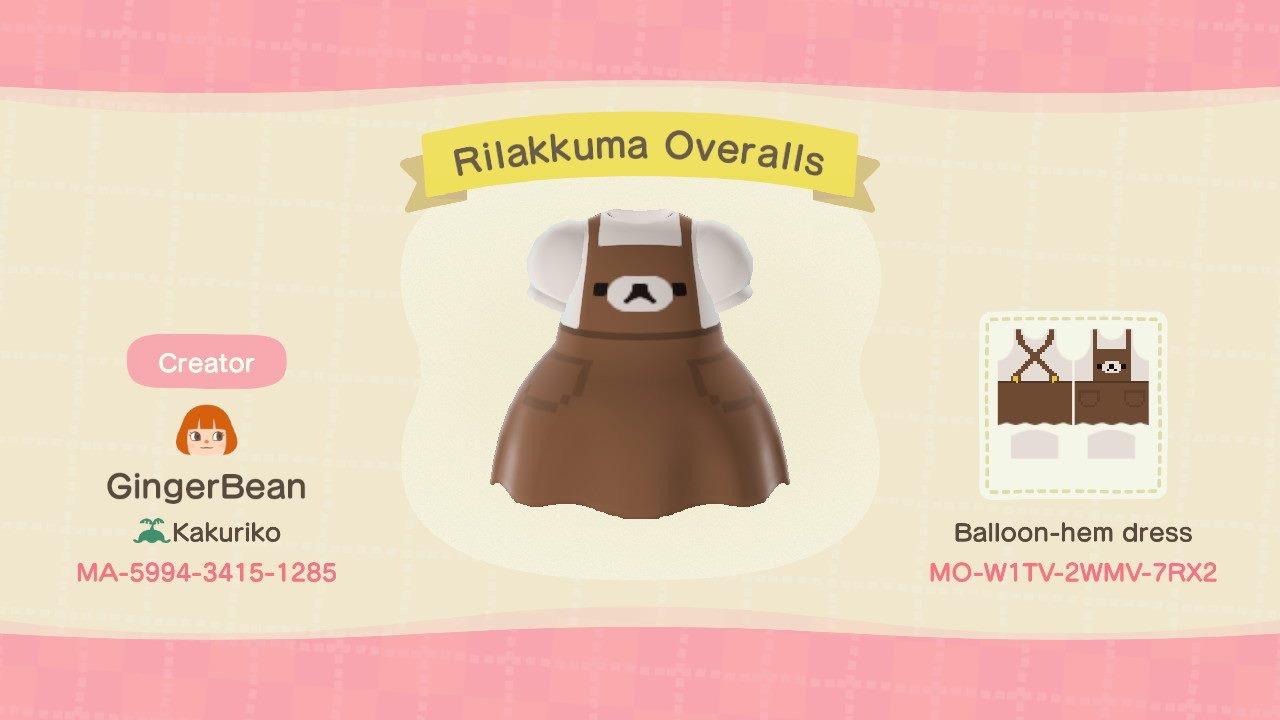 Rilakkuma Overalls
Creator
GingerBean
Kakuriko
MA-5994-3415-1285
Balloon-hem dress
MO-W1TV-2WMV-7RX2